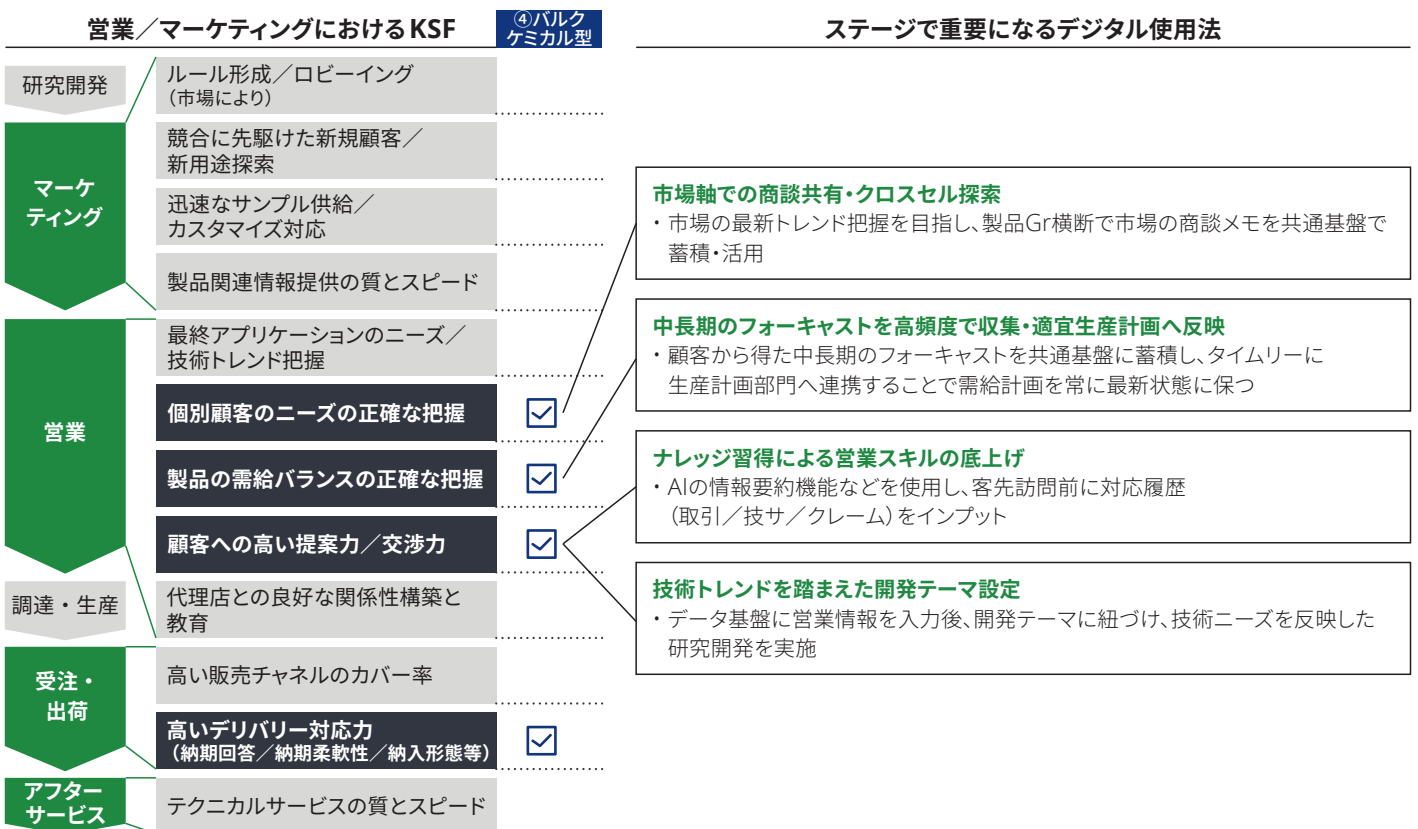 営業／マーケティングにおけるKSF
④バルク
ケミカル型
ステージで重要になるデジタル使用法
研究開発
ルール形成／ロビーイング
（市場により）
マーケ
ティング
競合に先駆けた新規顧客／
新用途探索
迅速なサンプル供給／
カスタマイズ対応
製品関連情報提供の質とスピード
営業
最終アプリケーションのニーズ／
技術トレンド把握
個別顧客のニーズの正確な把握
製品の需給バランスの正確な把握
顧客への高い提案力／交渉力
調達・生産
代理店との良好な関係性構築と
教育
受注・
出荷
高い販売チャネルのカバー率
高いデリバリー対応力
（納期回答／納期柔軟性／納入形態等）
アフター
サービス
テクニカルサービスの質とスピード
市場軸での商談共有・クロスセル探索
・市場の最新トレンド把握を目指し、製品Gr横断で市場の商談メモを共通基盤で
蓄積・活用
中長期のフォーキャストを高頻度で収集・適宜生産計画へ反映
・顧客から得た中長期のフォーキャストを共通基盤に蓄積し、タイムリーに
生産計画部門へ連携することで需給計画を常に最新状態に保つ
ナレッジ習得による営業スキルの底上げ
・AIの情報要約機能などを使用し、客先訪問前に対応履歴
（取引／技サ／クレーム）をインプット
技術トレンドを踏まえた開発テーマ設定
・データ基盤に営業情報を入力後、開発テーマに紐づけ、技術ニーズを反映した
研究開発を実施